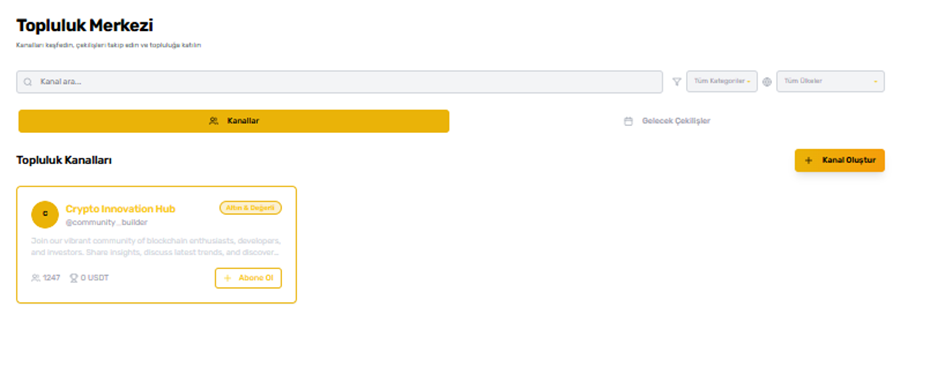 Topluluk Merkezi
Kanalları keşfedin, çekilişleri takip edin ve topluluğa katılın
Kanal ara...
Tüm Kategoriler
Tüm Ülkeler
Kanallar
Gelecek Çekilişler
Topluluk Kanalları
+ Kanal Oluştur
C
Crypto Innovation Hub
Altın & Değerli
@community_builder
Join our vibrant community of blockchain enthusiasts, developers,
and investors. Share insights, discuss latest trends, and discover...
1247
0 USDT
+ Abone Ol